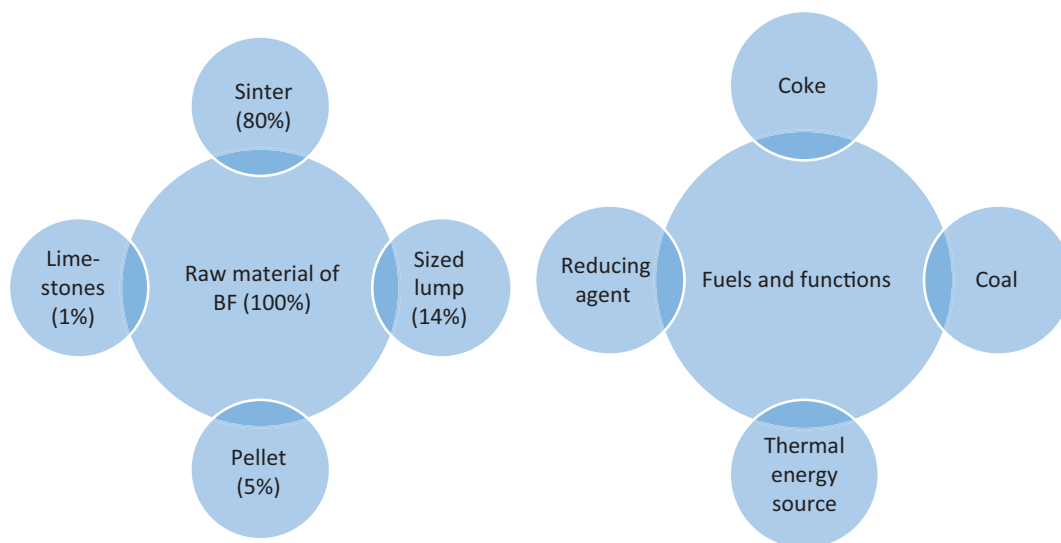 Sinter
(80%)
Lime-
stones
(1%)
Raw material of
BF (100%)
Sized
lump
(14%)
Pellet
(5%)
Coke
Reducing
agent
Fuels and functions
Coal
Thermal
energy
source